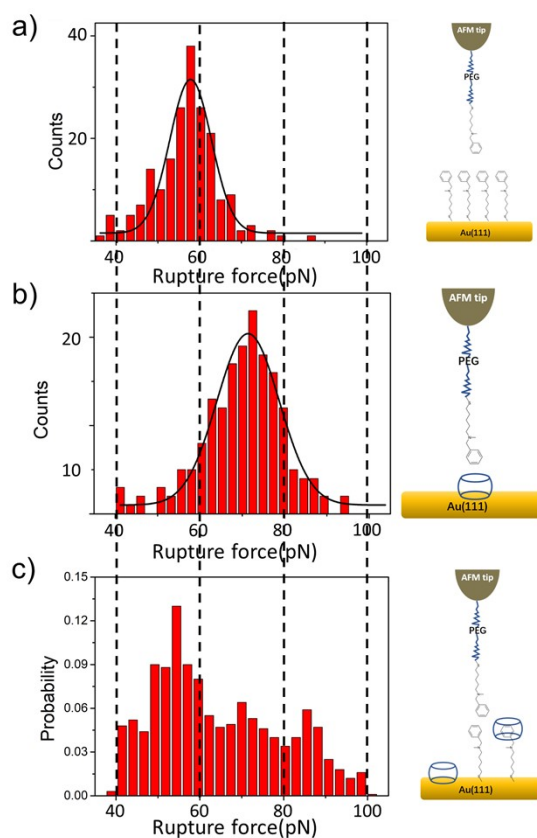 a)
40
20
Counts
40
60
80
100
Rupture force(pN)
AFM tip
PEG
Au(111)
b)
20
10
Counts
40
60
80
100
Rupture force(pN)
AFM tip
PEG
Au(111)
c)
0.15
0.12
0.09
0.06
0.03
0.00
Probability
40
60
80
100
Rupture force(pN)
AFM tip
PEG
Au(111)